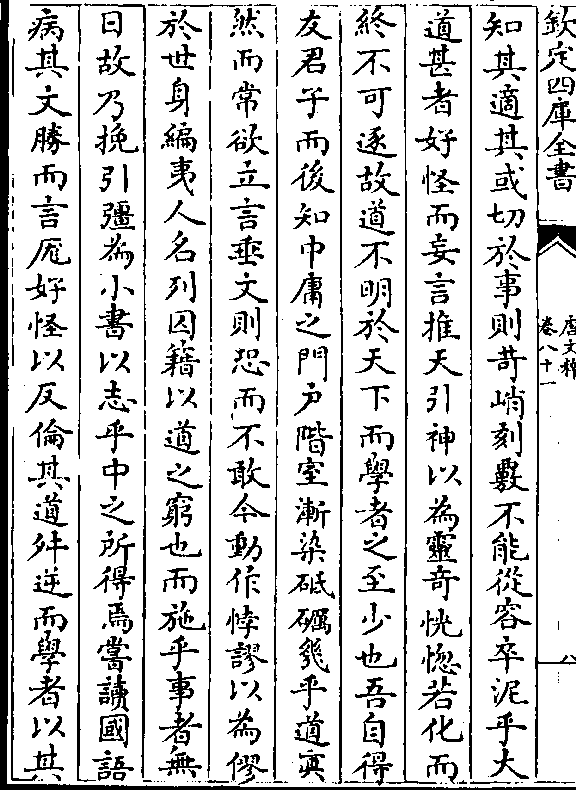 欽定四庫全書
唐文粹
卷八十一
八
知其適其或切於事則苛峭刻覈不能從容卒泥乎大
道甚者好怪而妄言推天引神以為靈奇恍惚若化而
終不可逐故道不明於天下而學者之至少也吾自得
友君子而後知中庸之門戶階室漸染砥礪幾乎道真
然而常欲立言垂文則恐而不敢今動作悖謬以為僇
於世身編夷人名列囚籍以道之窮也而施乎事者無
日故乃挽引彊為小書以志乎中之所得焉嘗讀國語
病其文勝而言厖好怪以反倫其道舛逆而學者以其